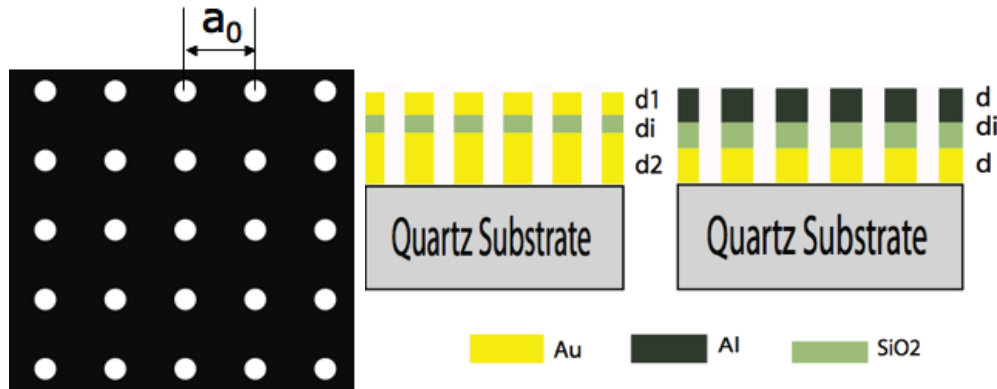 a0
d1
di
d2
Quartz Substrate
d
di
d
Quartz Substrate
Au
Al
SiO2